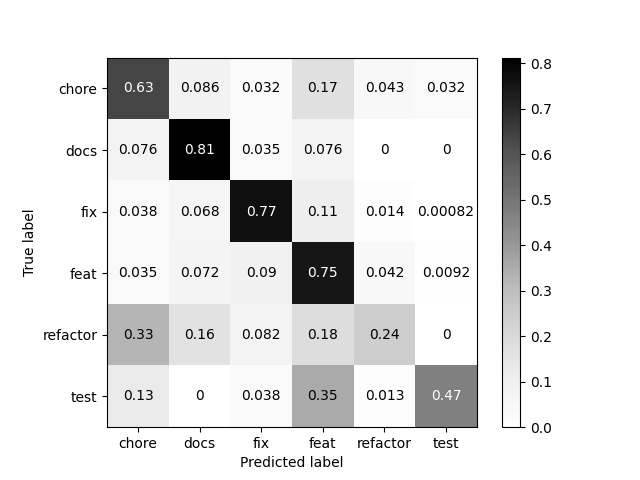 chore 0.63 0.086 0.032 0.17 0.043 0.032
docs 0.076 0.81 0.035 0.076 0 0
fix 0.038 0.068 0.77 0.11 0.014 0.00082
feat 0.035 0.072 0.09 0.75 0.042 0.0092
refactor 0.33 0.16 0.082 0.18 0.24 0
test 0.13 0 0.038 0.35 0.013 0.47
chore docs fix feat refactor test
Predicted label
True label
0.8
0.7
0.6
0.5
0.4
0.3
0.2
0.1
0.0